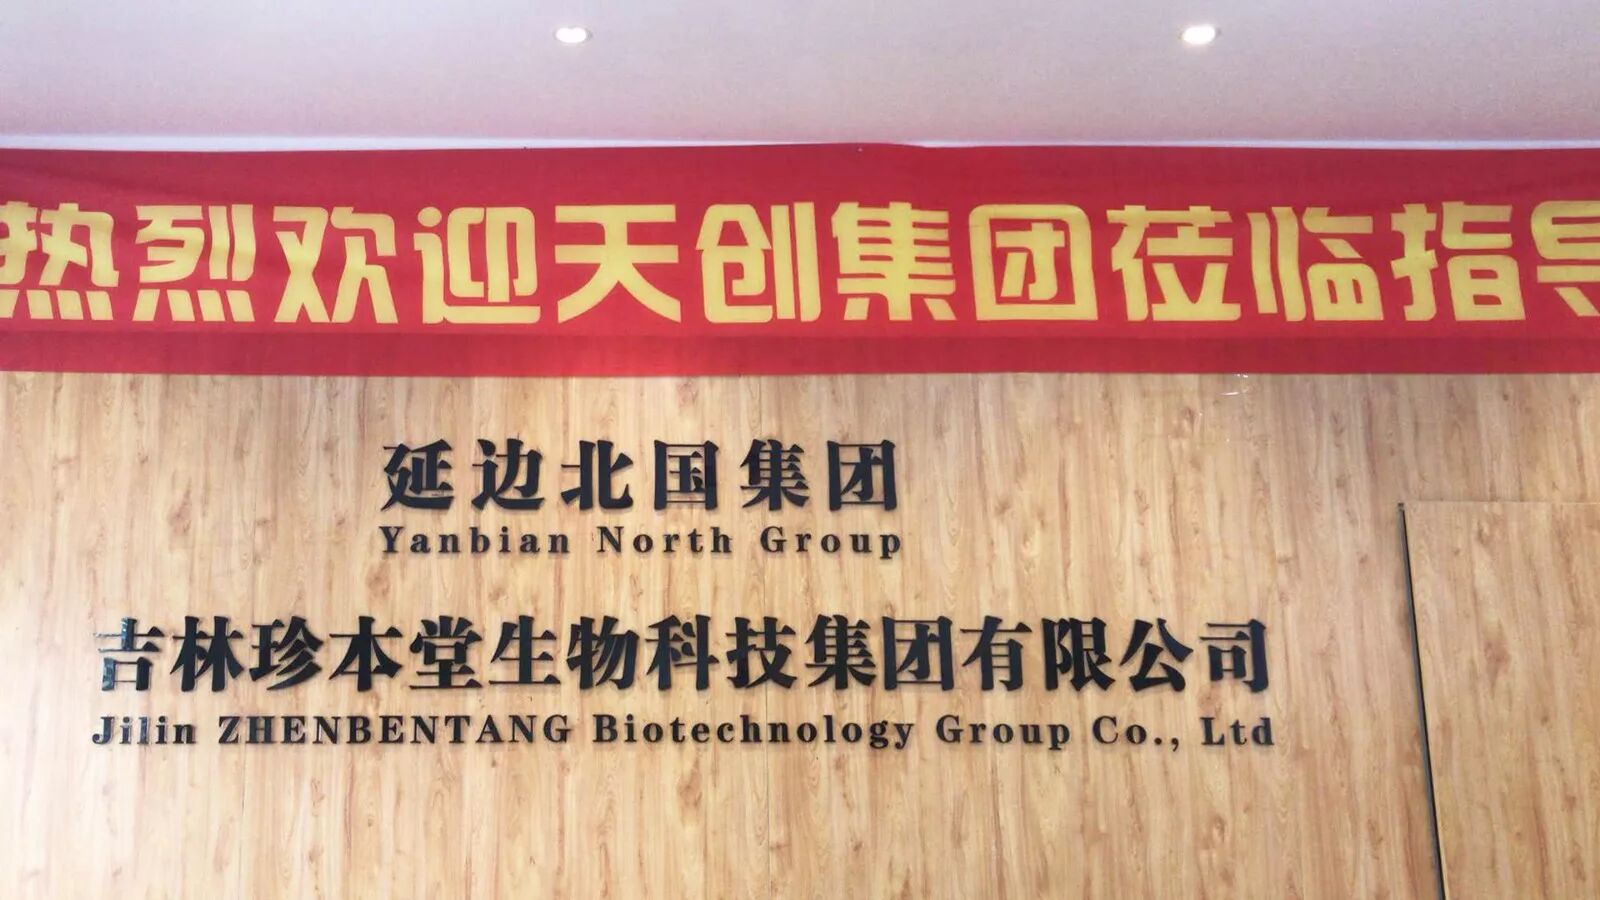 热烈欢迎天创集团莅临指导
延边北国集团
Yanbian North Group
吉林珍本堂生物科技集团有限公司
Jilin ZHENBENTANG Biotechnology Group Co., Ltd